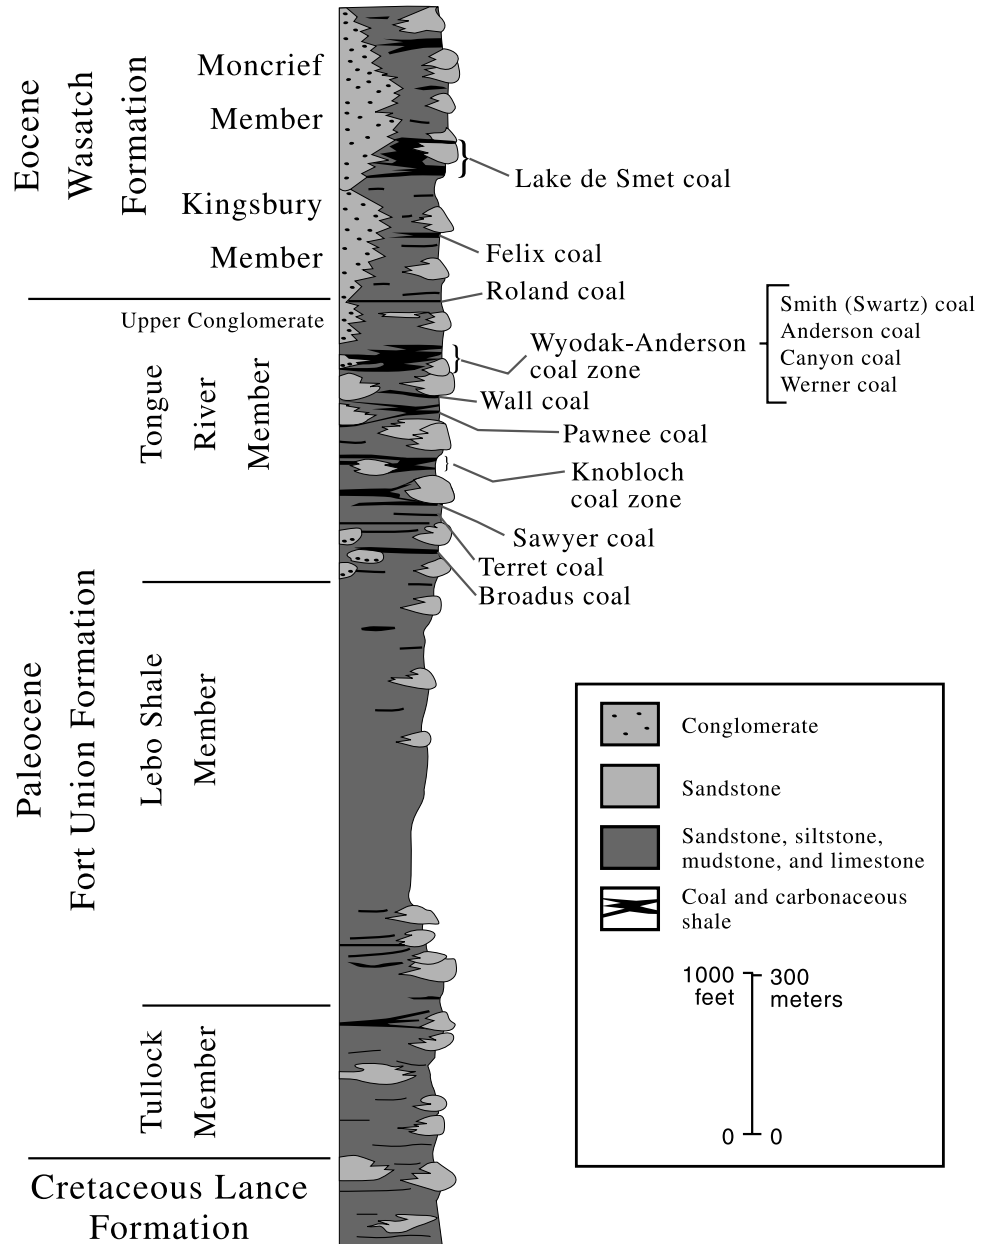 Eocene
Wasatch
Formation
Moncrief
Member
Kingsbury
Member
Lake de Smet coal
Felix coal
Roland coal
Upper Conglomerate
Wyodak-Anderson
coal zone
Smith (Swartz) coal
Anderson coal
Canyon coal
Werner coal
Wall coal
Pawnee coal
Knobloch
coal zone
Sawyer coal
Terret coal
Broadus coal
Tongue
River
Member
Paleocene
Fort Union Formation
Lebo Shale
Member
Tullock
Member
Cretaceous Lance
Formation
Conglomerate
Sandstone
Sandstone, siltstone,
mudstone, and limestone
Coal and carbonaceous
shale
1000 300
feet meters
0 0